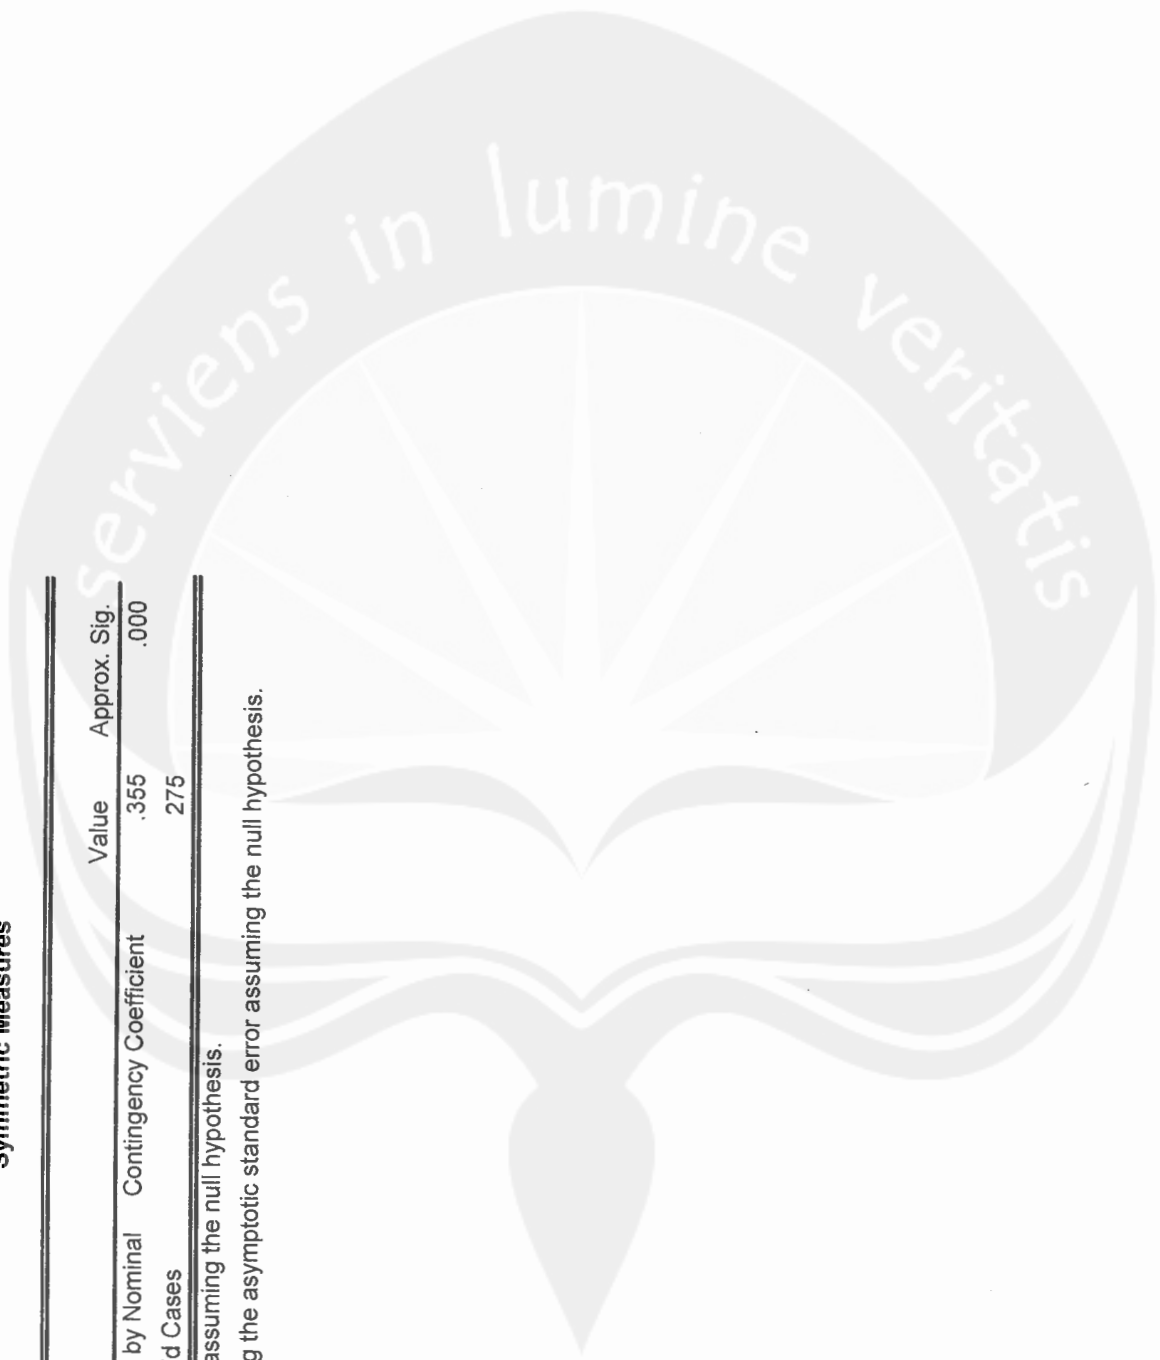 serviens in lumine veritatis
Symmetric Measures
Value Approx. Sig.
by Nominal Contingency Coefficient .355 .000
d Cases 275
assuming the null hypothesis.
g the asymptotic standard error assuming the null hypothesis.